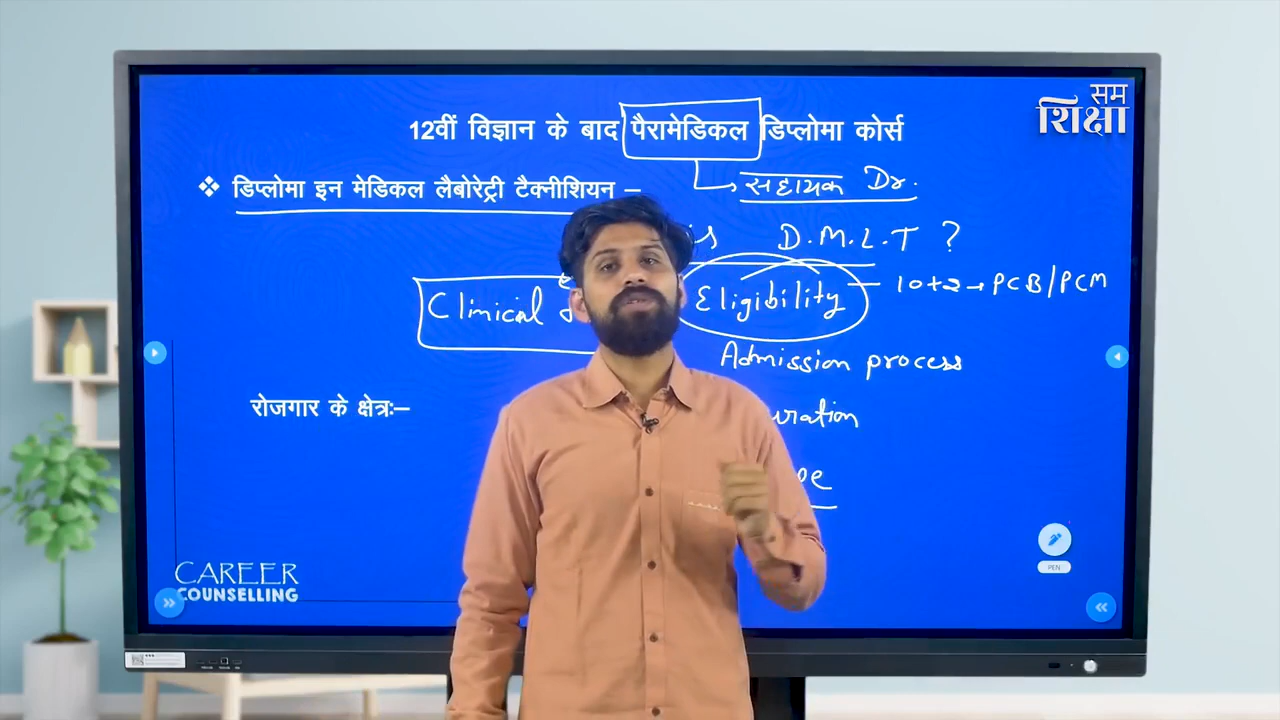 सम
शिक्षा
12वीं विज्ञान के बाद पैरामेडिकल डिप्लोमा कोर्स
❖ डिप्लोमा इन मेडिकल लैबोरेट्री टैक्नीशियन –
सहायक Dr.
is D.M.L.T ?
Clinical
Eligibility – 10+2 → PCB/PCM
Admission process
रोजगार के क्षेत्रः–
PEN
CAREER
COUNSELLING